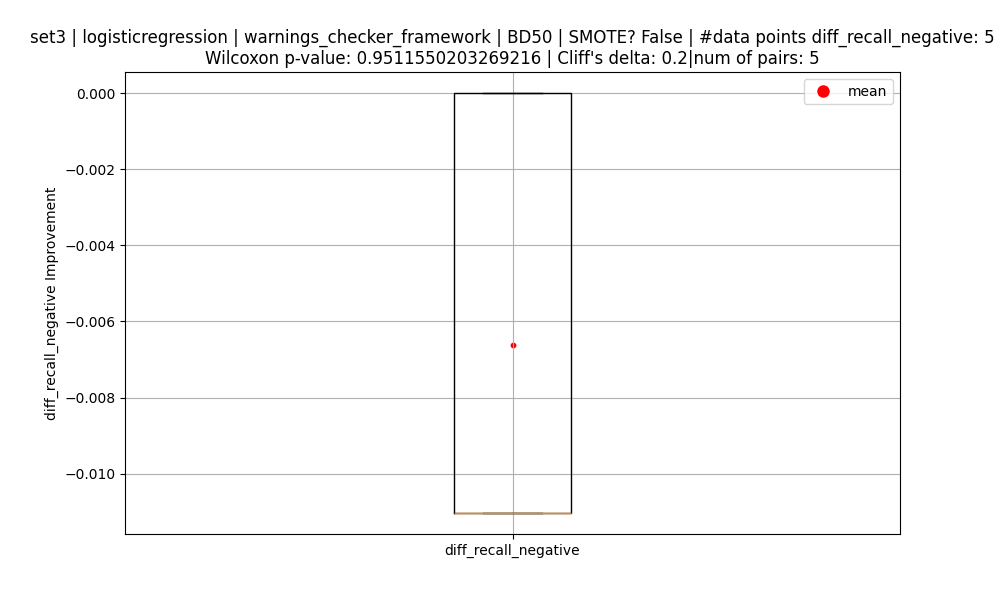 set3 | logisticregression | warnings_checker_framework | BD50 | SMOTE? False | #data points diff_recall_negative: 5
Wilcoxon p-value: 0.9511550203269216 | Cliff's delta: 0.2|num of pairs: 5
mean
0.000
−0.002
−0.004
−0.006
−0.008
−0.010
diff_recall_negative Improvement
diff_recall_negative